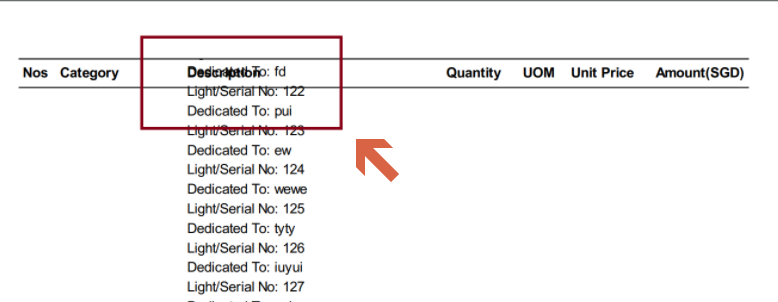 Nos Category Description Quantity UOM Unit Price Amount(SGD)
Dedicated To: fd
Light/Serial No: 122
Dedicated To: pui
Light/Serial No: 123
Dedicated To: ew
Light/Serial No: 124
Dedicated To: wewe
Light/Serial No: 125
Dedicated To: tyty
Light/Serial No: 126
Dedicated To: iuyui
Light/Serial No: 127